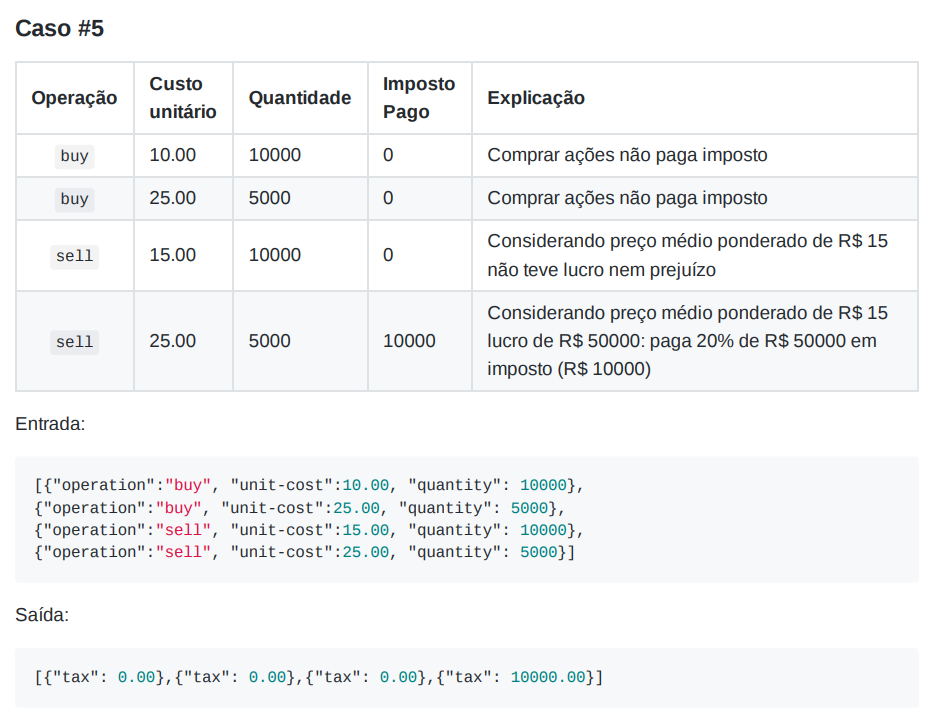 Caso #5
Operação Custo unitário Quantidade Imposto Pago Explicação
buy 10.00 10000 0 Comprar ações não paga imposto
buy 25.00 5000 0 Comprar ações não paga imposto
sell 15.00 10000 0 Considerando preço médio ponderado de R$ 15
não teve lucro nem prejuízo
sell 25.00 5000 10000 Considerando preço médio ponderado de R$ 15
lucro de R$ 50000: paga 20% de R$ 50000 em
imposto (R$ 10000)
Entrada:
[{"operation":"buy", "unit-cost":10.00, "quantity": 10000},
{"operation":"buy", "unit-cost":25.00, "quantity": 5000},
{"operation":"sell", "unit-cost":15.00, "quantity": 10000},
{"operation":"sell", "unit-cost":25.00, "quantity": 5000}]
Saída:
[{"tax": 0.00},{"tax": 0.00},{"tax": 0.00},{"tax": 10000.00}]